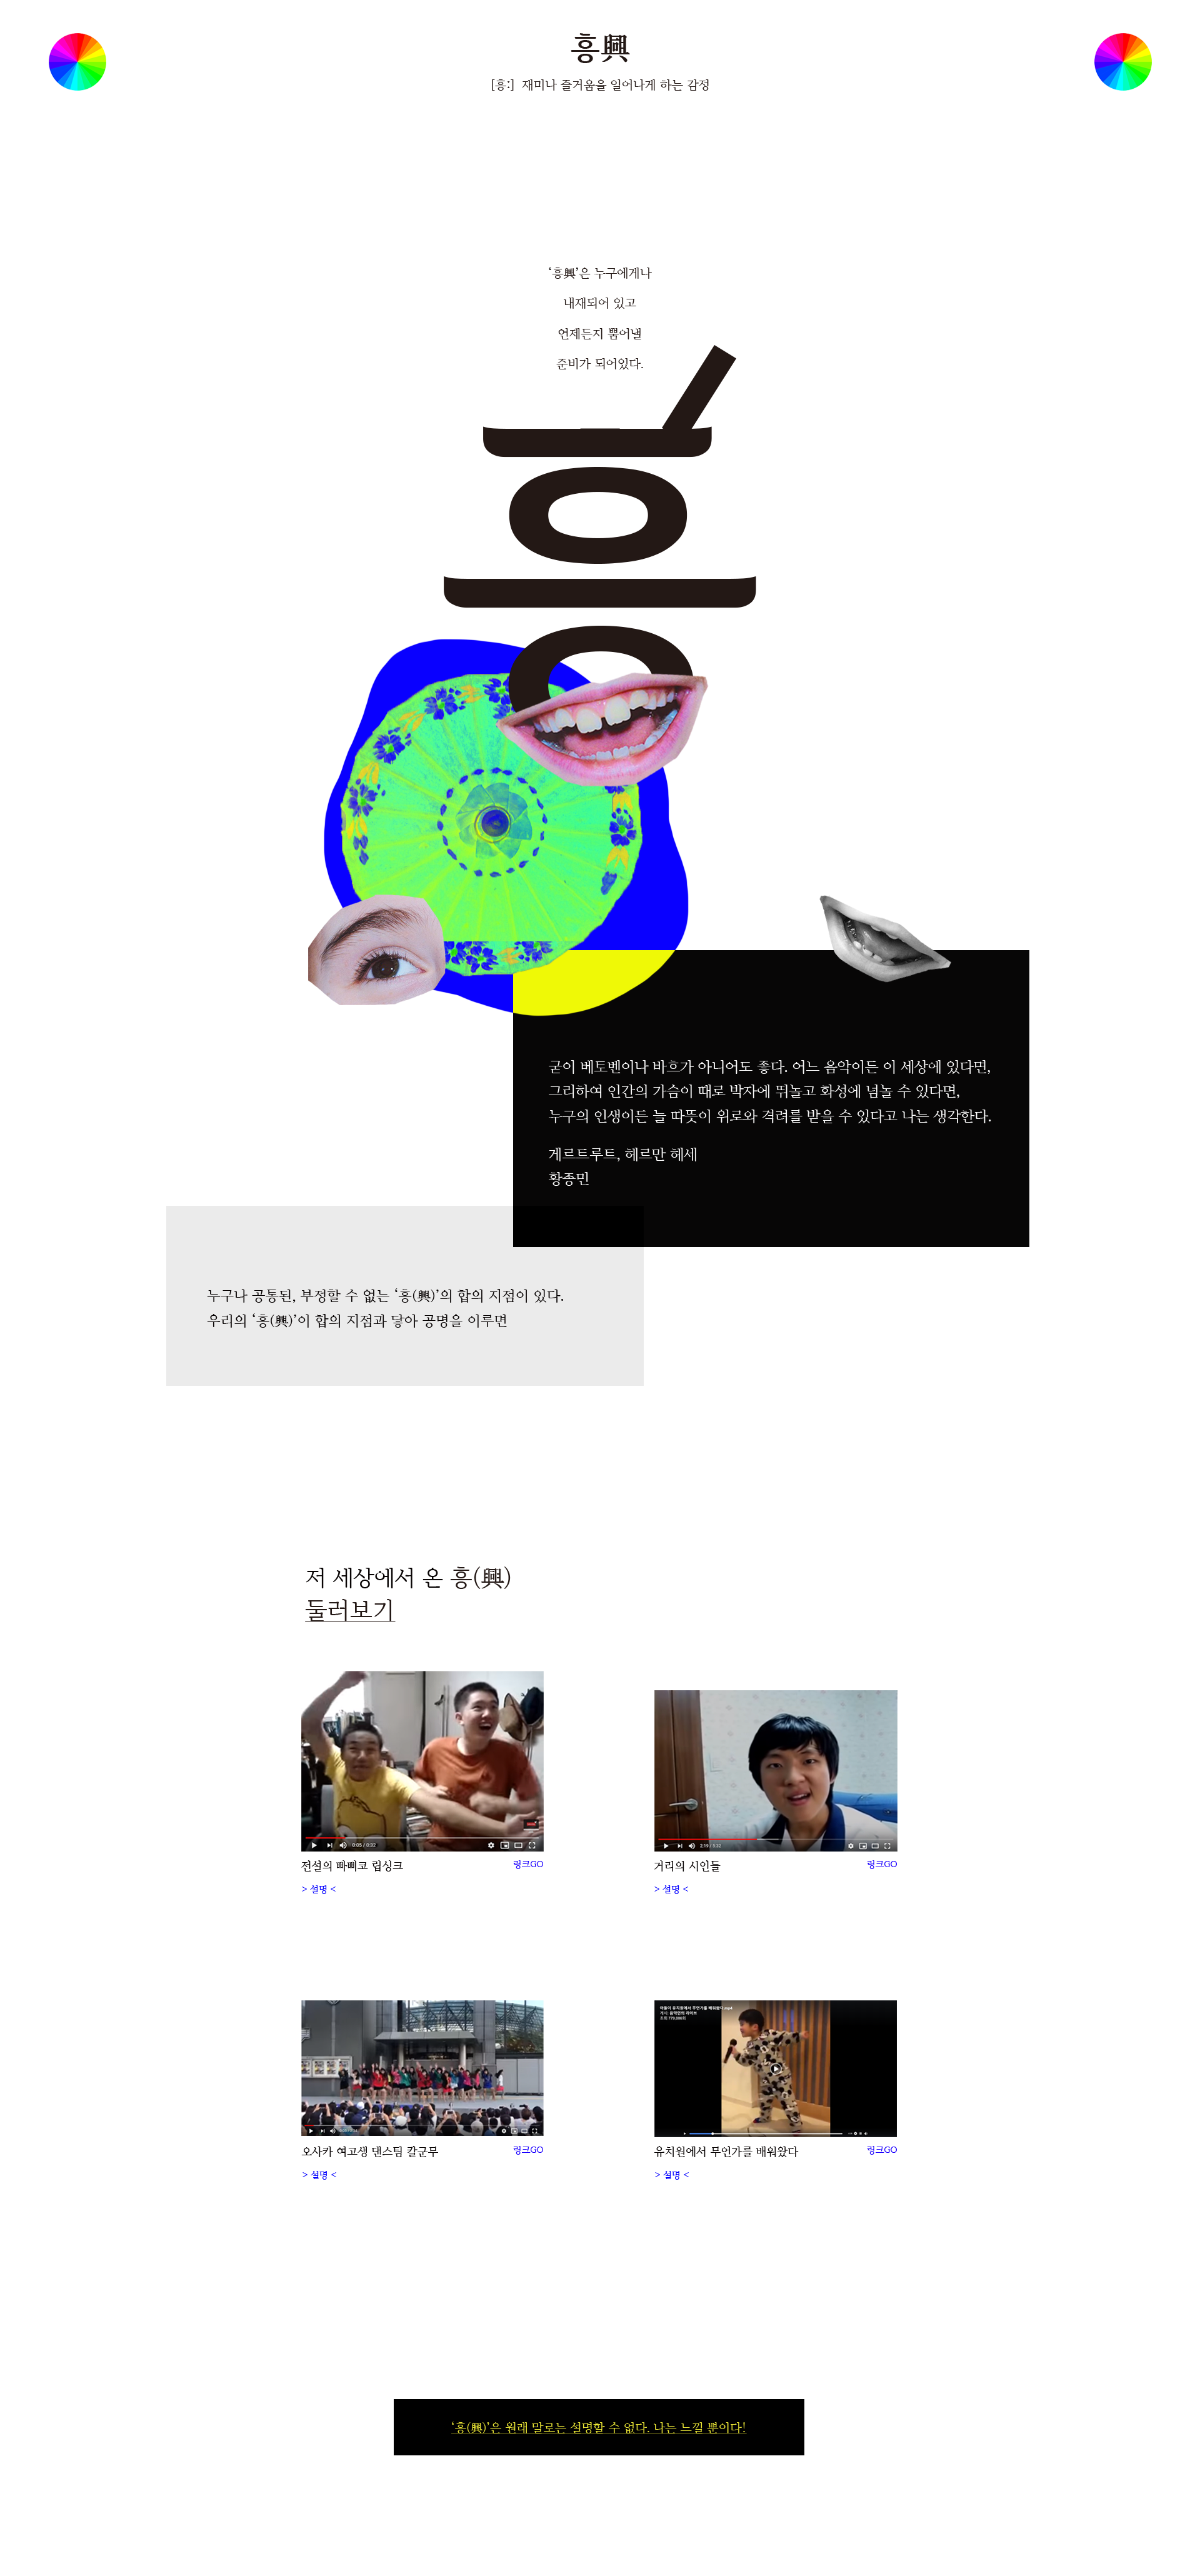 흥興
[흥:] 재미나 즐거움을 일어나게 하는 감정
‘흥興’은 누구에게나
내재되어 있고
언제든지 뿜어낼
준비가 되어있다.
흥
굳이 베토벤이나 바흐가 아니어도 좋다. 어느 음악이든 이 세상에 있다면,
그리하여 인간의 가슴이 때로 박자에 뛰놀고 화성에 넘놀 수 있다면,
누구의 인생이든 늘 따뜻이 위로와 격려를 받을 수 있다고 나는 생각한다.
게르트루트, 헤르만 헤세
황종민
누구나 공통된, 부정할 수 없는 ‘흥(興)’의 합의 지점이 있다.
우리의 ‘흥(興)’이 합의 지점과 닿아 공명을 이루면
저 세상에서 온 흥(興)
둘러보기
0:05 / 0:32
전설의 빠삐코 립싱크
링크GO
> 설명 <
거리의 시인들
링크GO
> 설명 <
오사카 여고생 댄스팀 칼군무
링크GO
> 설명 <
유치원에서 무언가를 배워왔다
링크GO
> 설명 <
‘흥(興)’은 원래 말로는 설명할 수 없다. 나는 느낄 뿐이다!